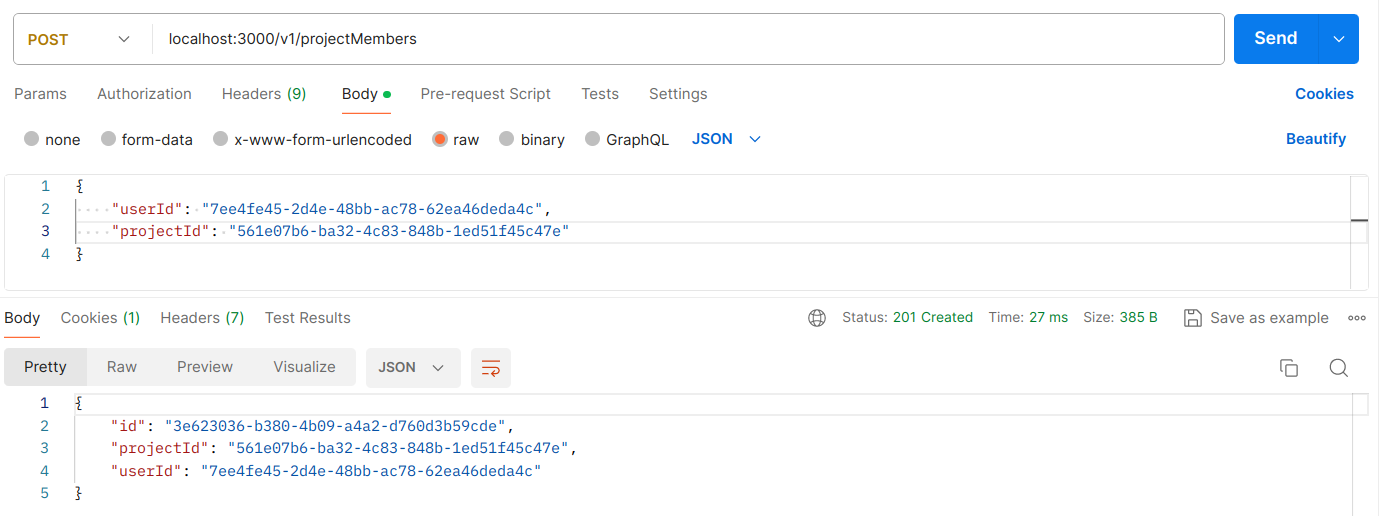 POST localhost:3000/v1/projectMembers Send
Params Authorization Headers (9) Body Pre-request Script Tests Settings Cookies
none form-data x-www-form-urlencoded raw binary GraphQL JSON Beautify
1 {
2 "userId": "7ee4fe45-2d4e-48bb-ac78-62ea46deda4c",
3 "projectId": "561e07b6-ba32-4c83-848b-1ed51f45c47e"
4 }
Body Cookies (1) Headers (7) Test Results Status: 201 Created Time: 27 ms Size: 385 B Save as example
Pretty Raw Preview Visualize JSON
1 {
2 "id": "3e623036-b380-4b09-a4a2-d760d3b59cde",
3 "projectId": "561e07b6-ba32-4c83-848b-1ed51f45c47e",
4 "userId": "7ee4fe45-2d4e-48bb-ac78-62ea46deda4c"
5 }